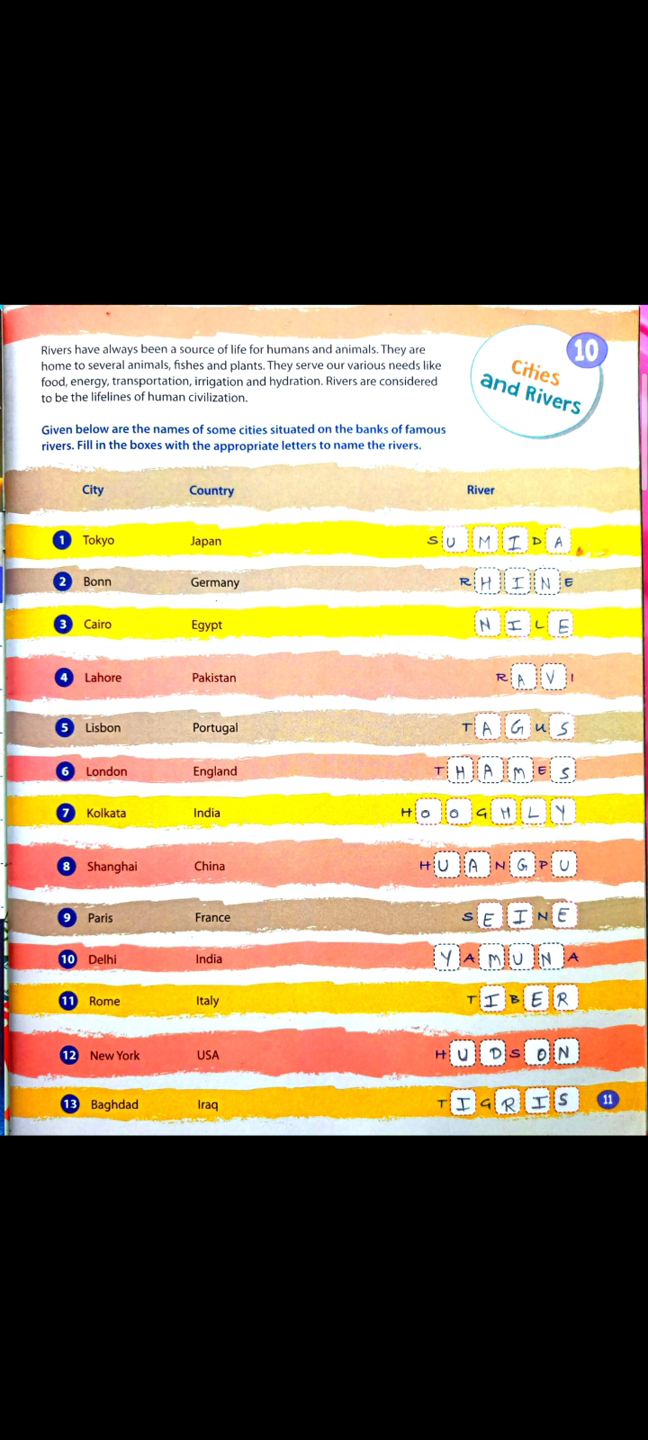 Rivers have always been a source of life for humans and animals. They are
home to several animals, fishes and plants. They serve our various needs like
food, energy, transportation, irrigation and hydration. Rivers are considered
to be the lifelines of human civilization.
10
Cities
and Rivers
Given below are the names of some cities situated on the banks of famous
rivers. Fill in the boxes with the appropriate letters to name the rivers.
City Country River
1 Tokyo Japan SUMIDA
2 Bonn Germany RHINE
3 Cairo Egypt NILE
4 Lahore Pakistan RAVI
5 Lisbon Portugal TAGUS
6 London England THAMES
7 Kolkata India HOOGHLY
8 Shanghai China HUANGPU
9 Paris France SEINE
10 Delhi India YAMUNA
11 Rome Italy TIBER
12 New York USA HUDSON
13 Baghdad Iraq TIGRIS
11